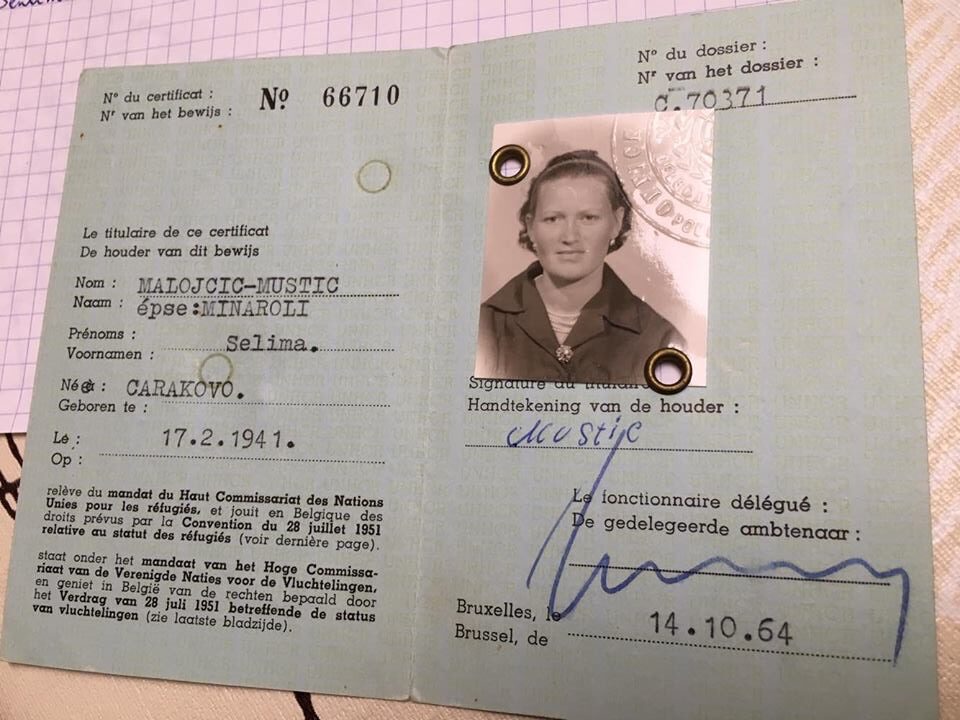 N° du certificat :
Nr van het bewijs :
No 66710
Le titulaire de ce certificat
De houder van dit bewijs
Nom : MALOJCIC-MUSTIC
Naam : épse:MINAROLI
Prénoms :
Voornamen : Selima.
Né à : CARAKOVO.
Geboren te :
Le : 17.2.1941.
Op :
relève du mandat du Haut Commissariat des Nations
Unies pour les réfugiés, et jouit en Belgique des
droits prévus par la Convention du 28 juillet 1951
relative au statut des réfugiés (voir dernière page).
staat onder het mandaat van het Hoge Commissa-
riaat van de Verenigde Naties voor de Vluchtelingen,
en geniet in België van de rechten bepaald door
het Verdrag van 28 juli 1951 betreffende de status
van vluchtelingen (zie laatste bladzijde).
N° du dossier :
Nr van het dossier :
C.70371
Signature du titulaire
Handtekening van de houder :
Mustic
Le fonctionnaire délégué :
De gedelegeerde ambtenaar :
Bruxelles, le
Brussel, de 14.10.64